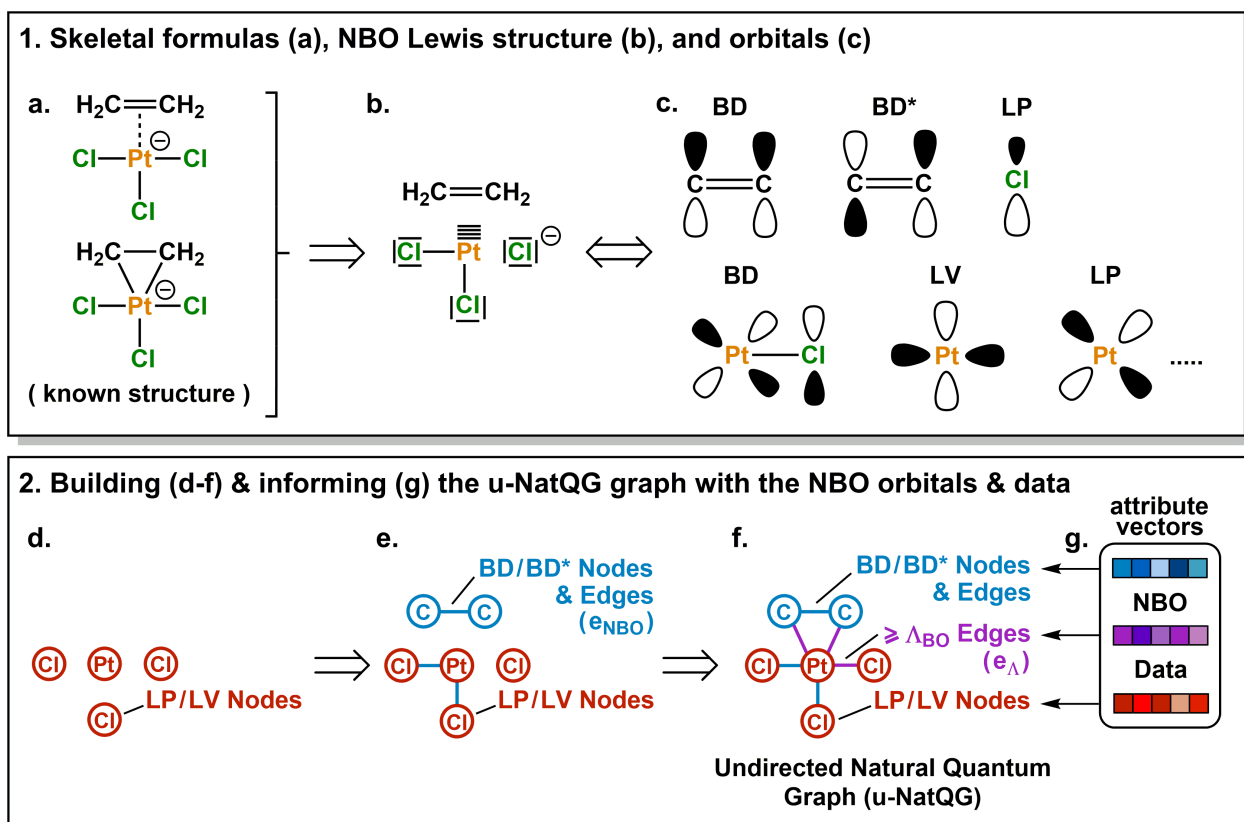 1. Skeletal formulas (a), NBO Lewis structure (b), and orbitals (c)
a.
H₂C=CH₂
Cl—Pt—Cl
⊖
Cl
H₂C—CH₂
Cl—Pt—Cl
⊖
Cl
( known structure )
b.
H₂C=CH₂
Cl—Pt Cl ⊖
Cl
c.
BD BD* LP
C=C C=C Cl
BD LV LP
Pt—Cl Pt Pt .....
2. Building (d-f) & informing (g) the u-NatQG graph with the NBO orbitals & data
d.
Cl Pt Cl
Cl
LP/LV Nodes
e.
BD/BD* Nodes
& Edges
(e_NBO)
C C
Cl Pt Cl
Cl
LP/LV Nodes
f.
BD/BD* Nodes
& Edges
C C
⩾ Λ_BO Edges
(e_Λ)
Cl Pt Cl
Cl
LP/LV Nodes
Undirected Natural Quantum
Graph (u-NatQG)
g.
attribute
vectors
NBO
Data